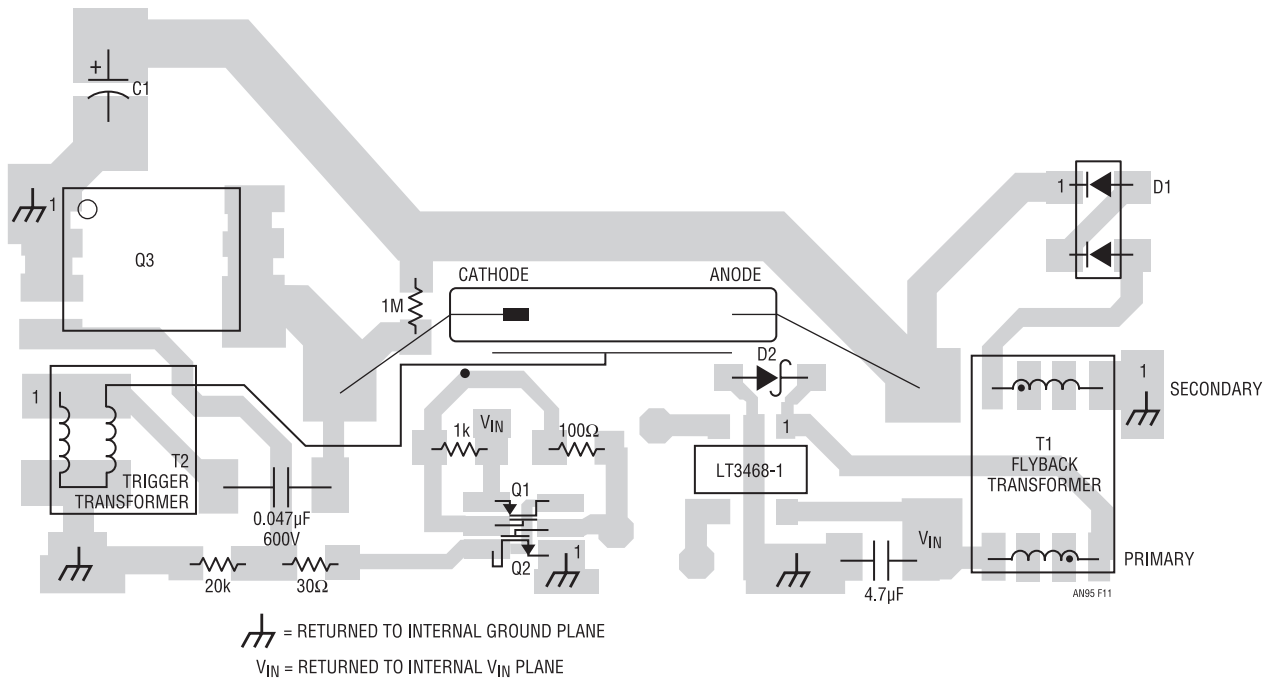 +
C1
1
Q3
1 D1
CATHODE ANODE
1M
D2
1
SECONDARY
1
T2
TRIGGER
TRANSFORMER
VIN
1k
100Ω
1
LT3468-1
T1
FLYBACK
TRANSFORMER
0.047µF
600V
Q1
Q2
1
VIN
PRIMARY
20k
30Ω
4.7µF
AN95 F11
= RETURNED TO INTERNAL GROUND PLANE
VIN = RETURNED TO INTERNAL VIN PLANE